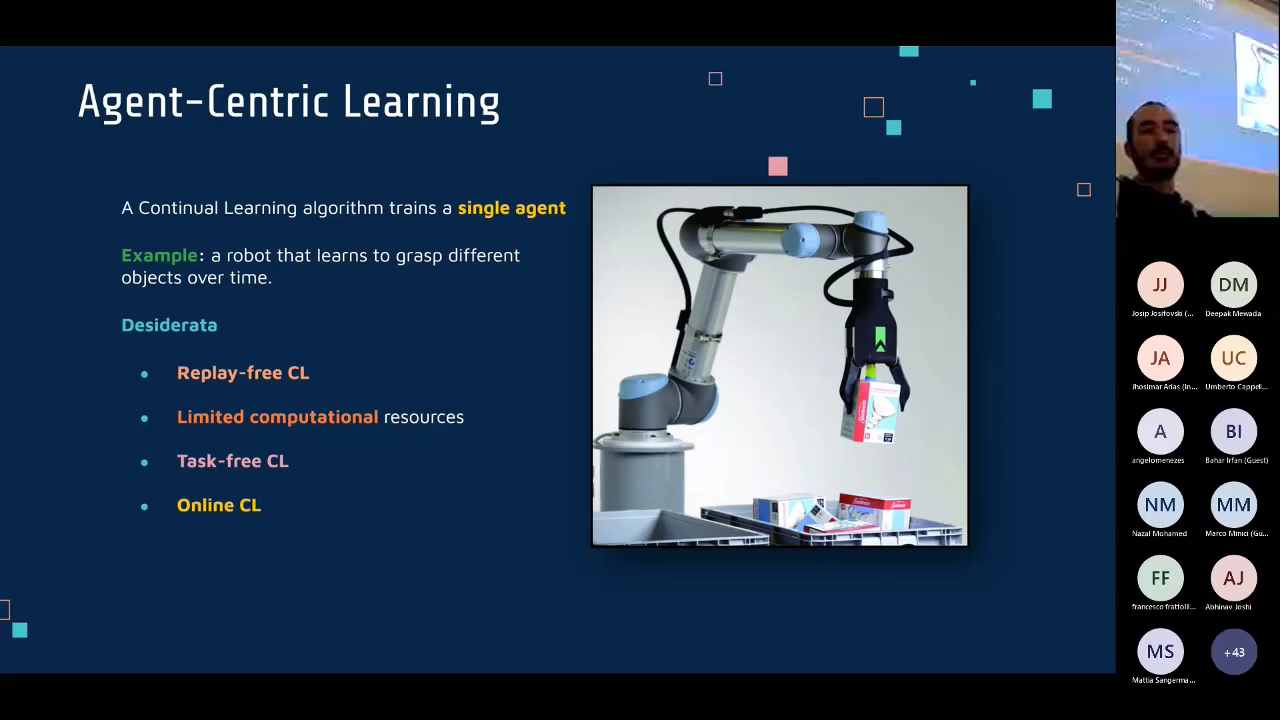 Agent-Centric Learning
A Continual Learning algorithm trains a single agent
Example: a robot that learns to grasp different
objects over time.
Desiderata
• Replay-free CL
• Limited computational resources
• Task-free CL
• Online CL
JJ
Josip Josifovski (...
DM
Deepak Mewada
JA
Jhosimar Arias (In...
UC
Umberto Cappell...
A
angelomenezes
BI
Bahar Irfan (Guest)
NM
Nazal Mohamed
MM
Marco Minici (Gu...
FF
francesco frattolli...
AJ
Abhinav Joshi
MS
Mattia Sangerma...
+43